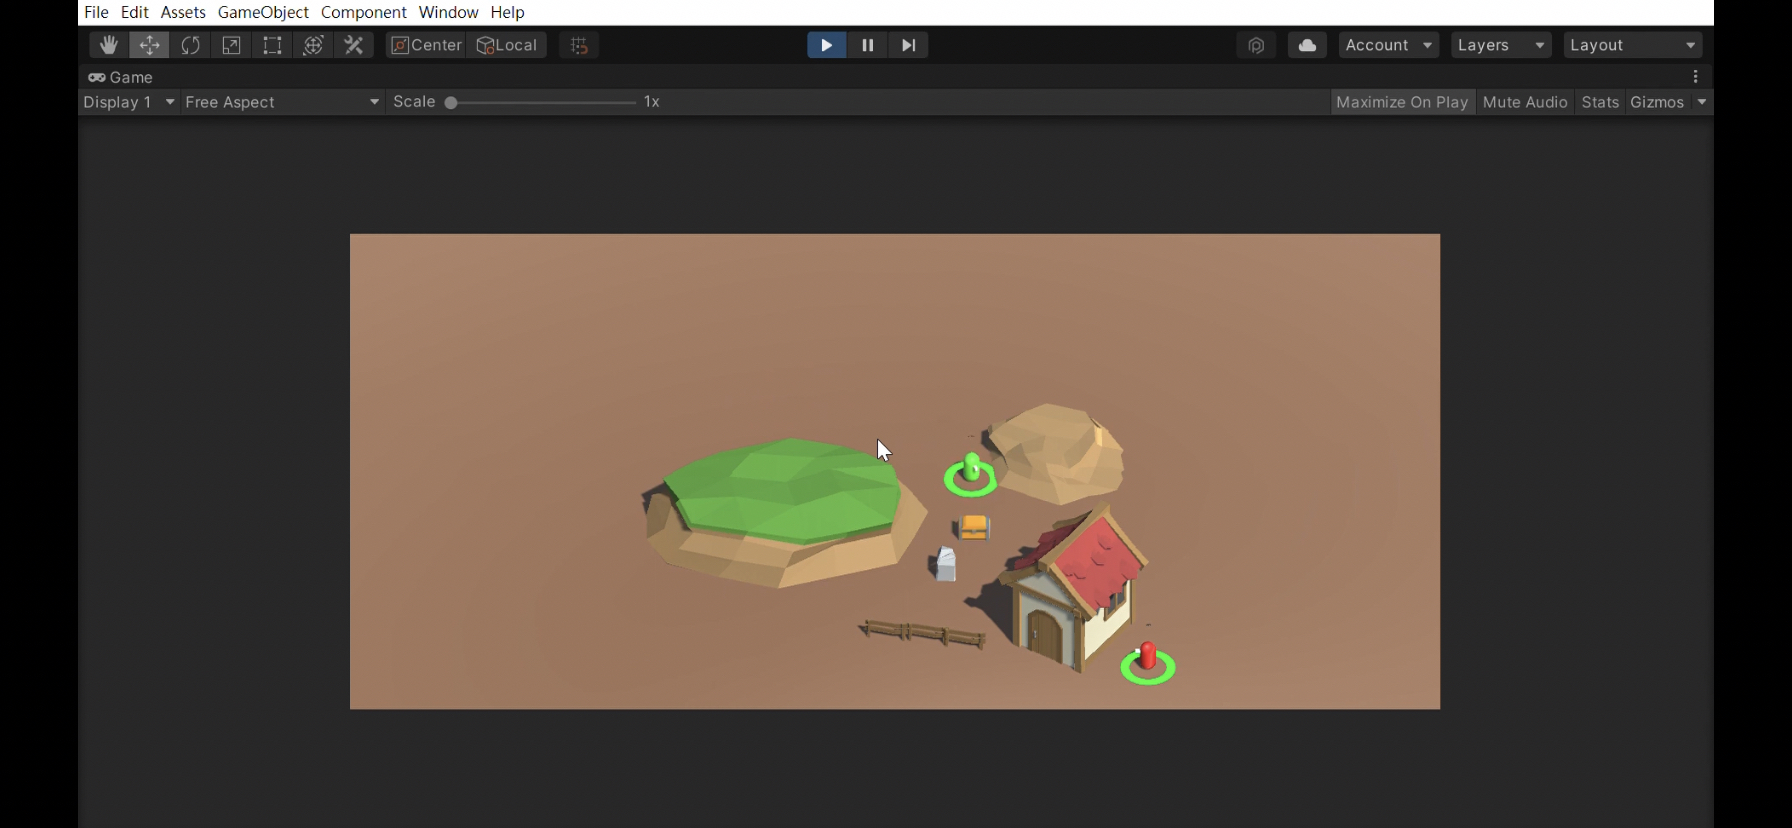 File Edit Assets GameObject Component Window Help
Center Local Account Layers Layout
Game
Display 1 Free Aspect Scale 1x Maximize On Play Mute Audio Stats Gizmos